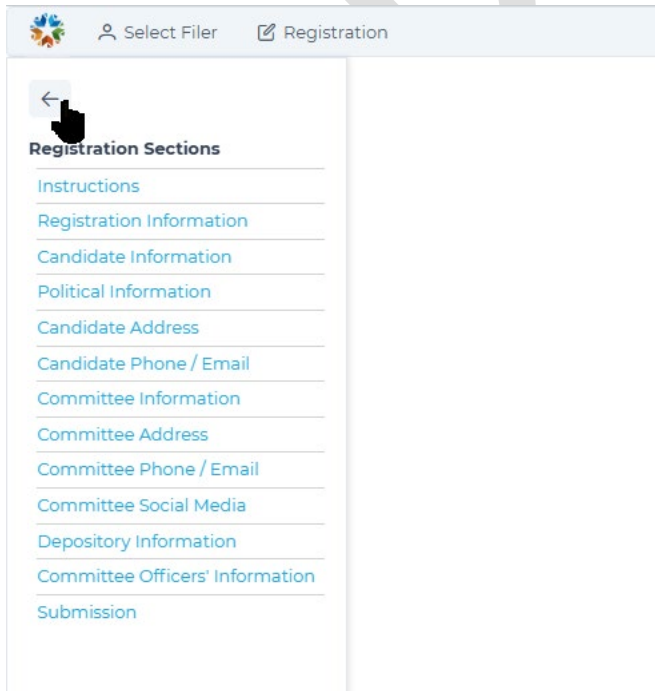 Select Filer Registration
Registration Sections
Instructions
Registration Information
Candidate Information
Political Information
Candidate Address
Candidate Phone / Email
Committee Information
Committee Address
Committee Phone / Email
Committee Social Media
Depository Information
Committee Officers' Information
Submission